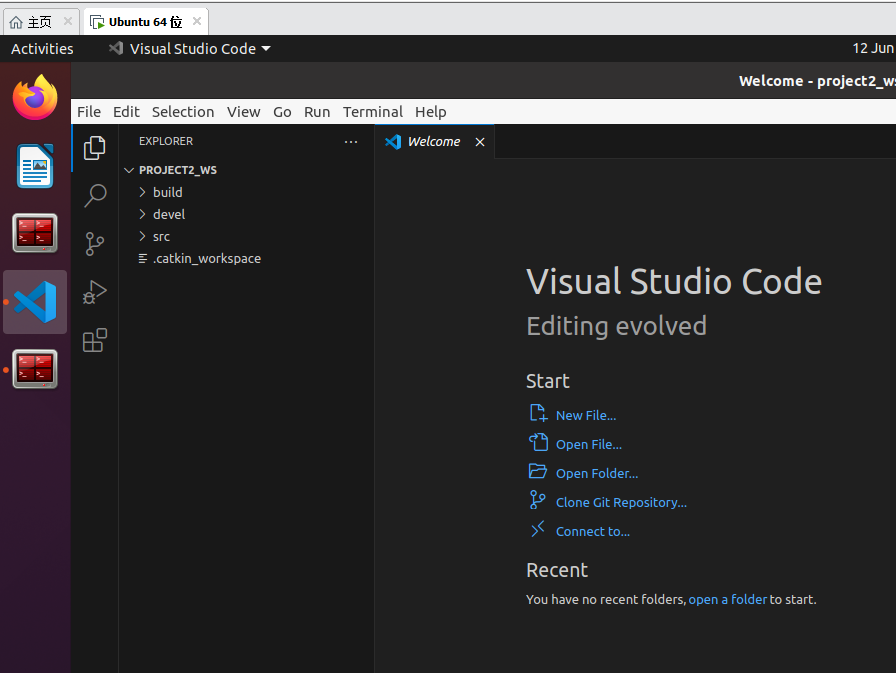 主页
Ubuntu 64 位
Activities
Visual Studio Code
12 Jun
Welcome - project2_ws
File Edit Selection View Go Run Terminal Help
EXPLORER
Welcome
PROJECT2_WS
build
devel
src
.catkin_workspace
Visual Studio Code
Editing evolved
Start
New File...
Open File...
Open Folder...
Clone Git Repository...
Connect to...
Recent
You have no recent folders, open a folder to start.